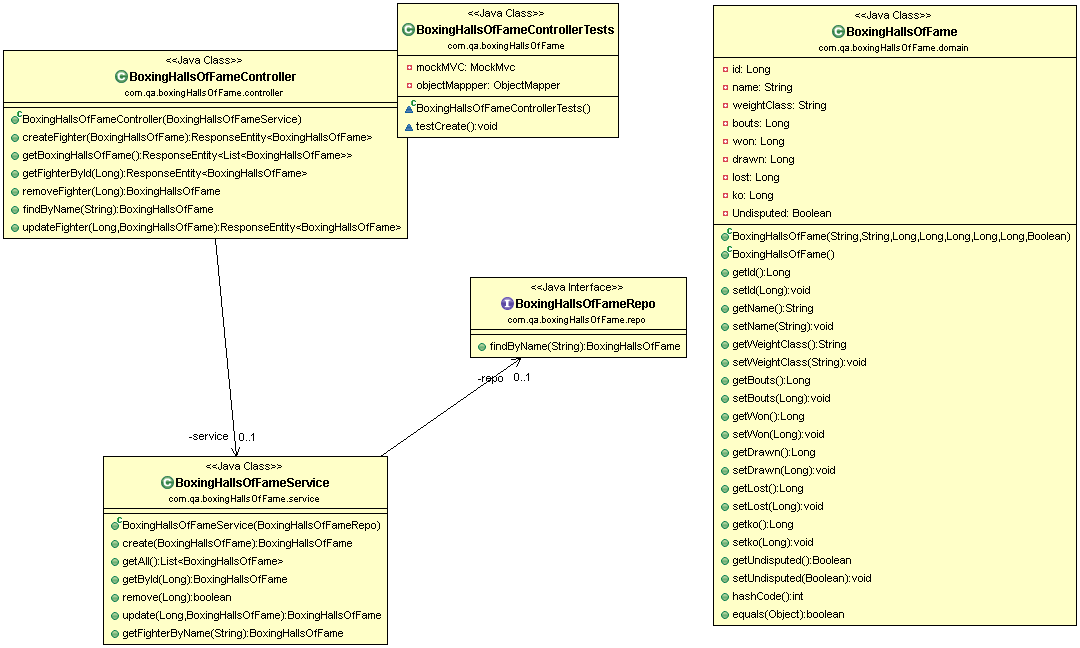 <<Java Class>>
BoxingHallsOfFameController
com.qa.boxingHallsOfFame.controller
BoxingHallsOfFameController(BoxingHallsOfFameService)
createFighter(BoxingHallsOfFame):ResponseEntity<BoxingHallsOfFame>
getBoxingHallsOfFame():ResponseEntity<List<BoxingHallsOfFame>>
getFighterById(Long):ResponseEntity<BoxingHallsOfFame>
removeFighter(Long):BoxingHallsOfFame
findByName(String):BoxingHallsOfFame
updateFighter(Long,BoxingHallsOfFame):ResponseEntity<BoxingHallsOfFame>
<<Java Class>>
BoxingHallsOfFameControllerTests
com.qa.boxingHallsOfFame
mockMVC: MockMvc
objectMappper: ObjectMapper
BoxingHallsOfFameControllerTests()
testCreate():void
<<Java Class>>
BoxingHallsOfFame
com.qa.boxingHallsOfFame.domain
id: Long
name: String
weightClass: String
bouts: Long
won: Long
drawn: Long
lost: Long
ko: Long
Undisputed: Boolean
BoxingHallsOfFame(String,String,Long,Long,Long,Long,Long,Boolean)
BoxingHallsOfFame()
getId():Long
setId(Long):void
getName():String
setName(String):void
getWeightClass():String
setWeightClass(String):void
getBouts():Long
setBouts(Long):void
getWon():Long
setWon(Long):void
getDrawn():Long
setDrawn(Long):void
getLost():Long
setLost(Long):void
getko():Long
setko(Long):void
getUndisputed():Boolean
setUndisputed(Boolean):void
hashCode():int
equals(Object):boolean
<<Java Interface>>
BoxingHallsOfFameRepo
com.qa.boxingHallsOfFame.repo
findByName(String):BoxingHallsOfFame
-repo 0..1
-service 0..1
<<Java Class>>
BoxingHallsOfFameService
com.qa.boxingHallsOfFame.service
BoxingHallsOfFameService(BoxingHallsOfFameRepo)
create(BoxingHallsOfFame):BoxingHallsOfFame
getAll():List<BoxingHallsOfFame>
getById(Long):BoxingHallsOfFame
remove(Long):boolean
update(Long,BoxingHallsOfFame):BoxingHallsOfFame
getFighterByName(String):BoxingHallsOfFame